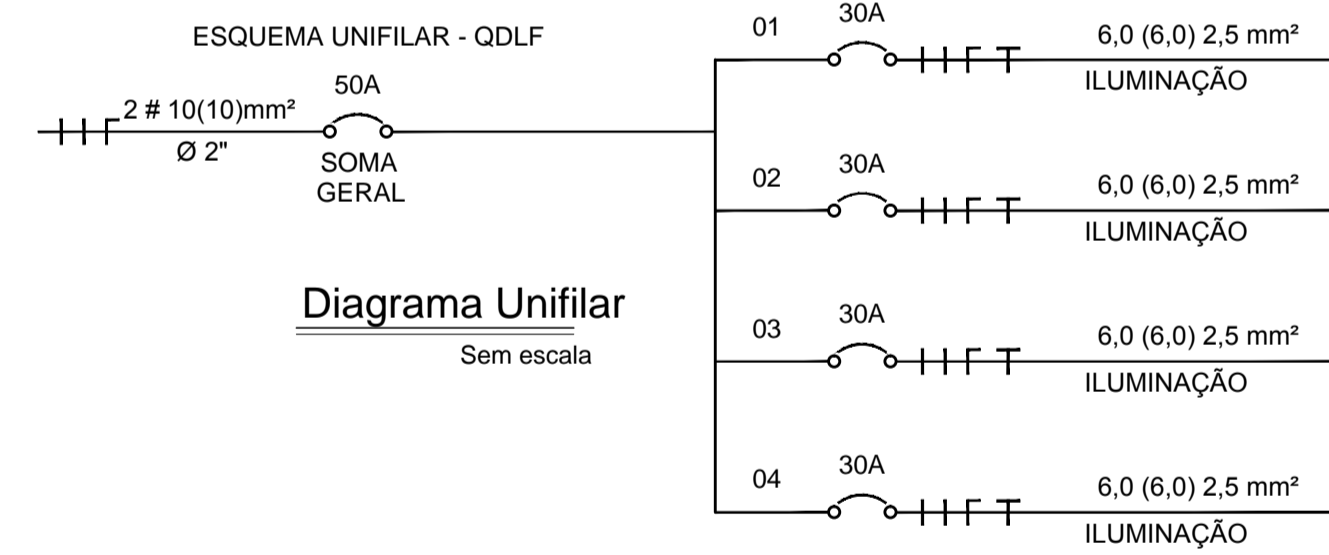 ESQUEMA UNIFILAR - QDLF
2 # 10(10)mm²
Ø 2"
50A
SOMA
GERAL
Diagrama Unifilar
Sem escala
01
30A
6,0 (6,0) 2,5 mm²
ILUMINAÇÃO
02
30A
6,0 (6,0) 2,5 mm²
ILUMINAÇÃO
03
30A
6,0 (6,0) 2,5 mm²
ILUMINAÇÃO
04
30A
6,0 (6,0) 2,5 mm²
ILUMINAÇÃO